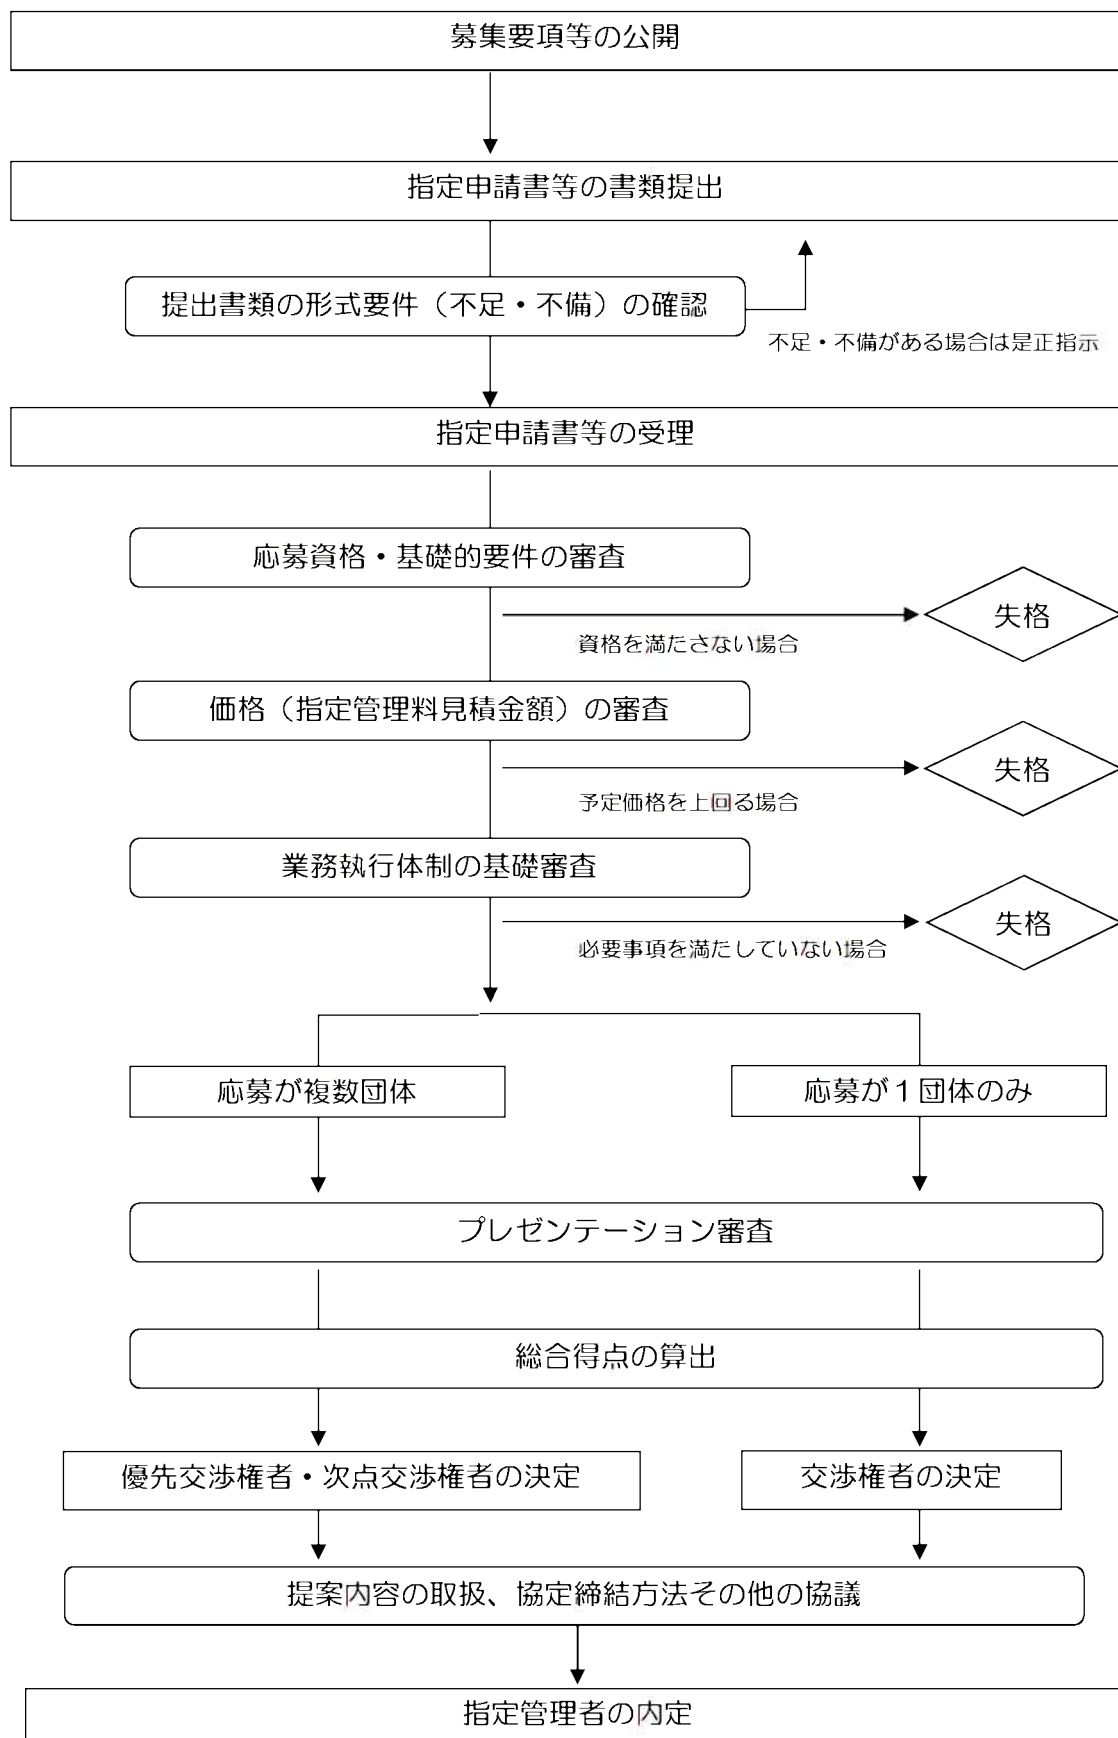 募集要項等の公開
指定申請書等の書類提出
提出書類の形式要件（不足・不備）の確認
不足・不備がある場合は是正指示
指定申請書等の受理
応募資格・基礎的要件の審査
失格
資格を満たさない場合
価格（指定管理料見積金額）の審査
失格
予定価格を上回る場合
業務執行体制の基礎審査
失格
必要事項を満たしていない場合
応募が複数団体
応募が１団体のみ
プレゼンテーション審査
総合得点の算出
優先交渉権者・次点交渉権者の決定
交渉権者の決定
提案内容の取扱、協定締結方法その他の協議
指定管理者の内定